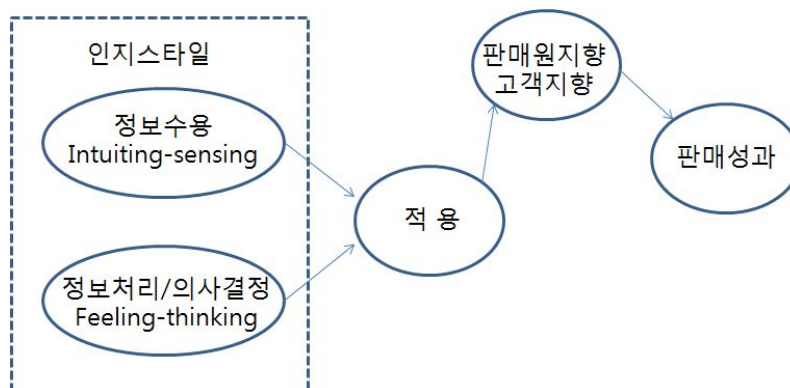 인지스타일
정보수용
Intuiting-sensing
정보처리/의사결정
Feeling-thinking
적 용
판매원지향
고객지향
판매성과